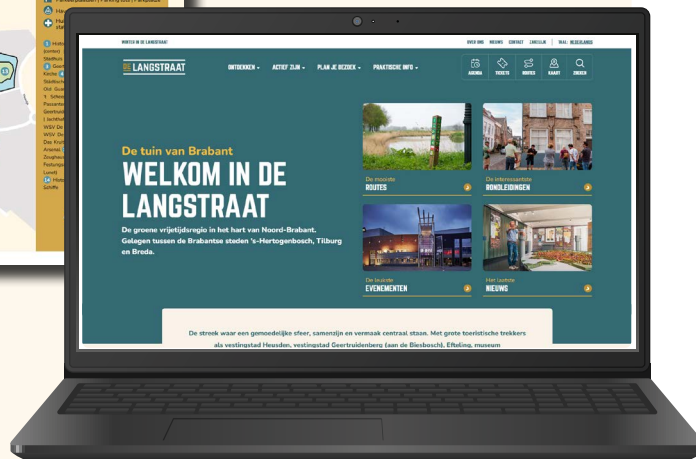 WINTER IN DE LANGSTRAAT
OVER ONS NIEUWS CONTACT ZAKELIJK TAAL: NEDERLANDS
DE LANGSTRAAT
ONTDEKKEN ACTIEF ZIJN PLAN JE BEZOEK PRAKTISCHE INFO
AGENDA TICKETS ROUTES KAART ZOEKEN
De tuin van Brabant
WELKOM IN DE
LANGSTRAAT
De groene vrijetijdsregio in het hart van Noord-Brabant.
Gelegen tussen de Brabantse steden 's-Hertogenbosch, Tilburg
en Breda.
De mooiste
ROUTES
De interessantste
RONDLEIDINGEN
De leukste
EVENEMENTEN
Het laatste
NIEUWS
De streek waar een gemoedelijke sfeer, samenzijn en vermaak centraal staan. Met grote toeristische trekkers
als vestingstad Heusden, vestingstad Geertruidenberg (aan de Biesbosch), Efteling, museum